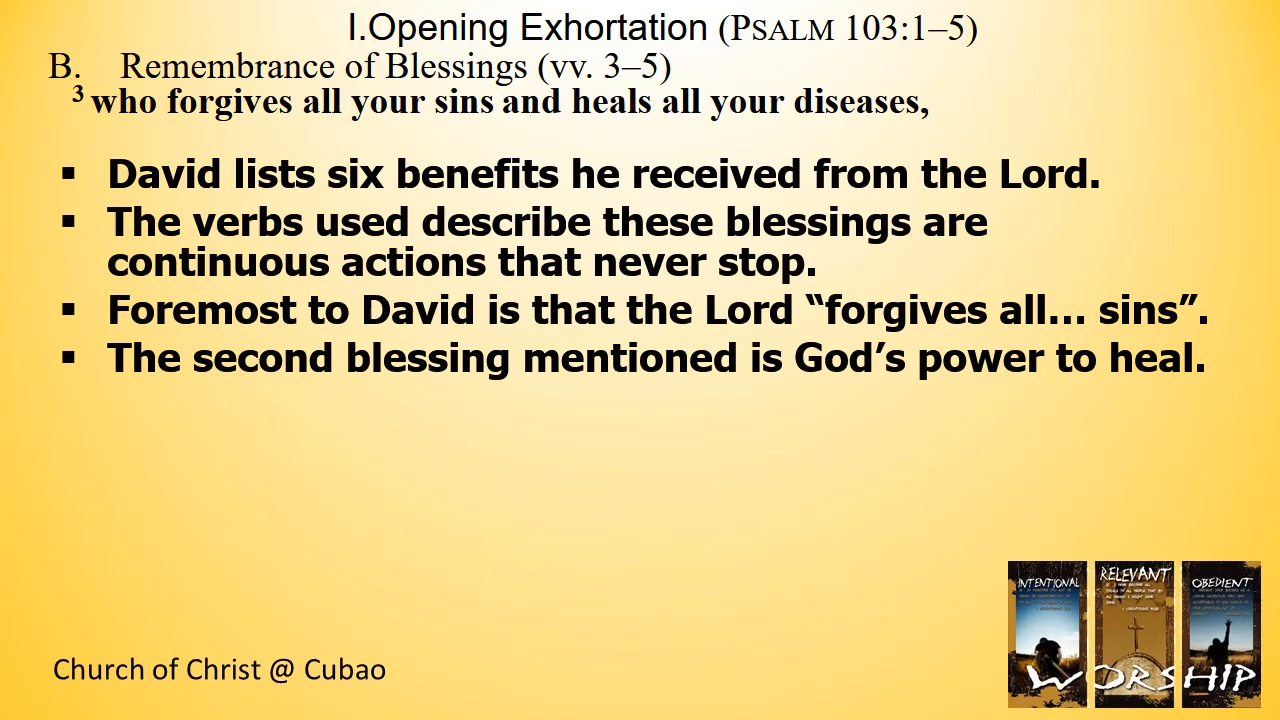 I.Opening Exhortation (PSALM 103:1–5)
B. Remembrance of Blessings (vv. 3–5)
3 who forgives all your sins and heals all your diseases,
▪ David lists six benefits he received from the Lord.
▪ The verbs used describe these blessings are
continuous actions that never stop.
▪ Foremost to David is that the Lord “forgives all… sins”.
▪ The second blessing mentioned is God’s power to heal.
INTENTIONAL
RELEVANT
OBEDIENT
WORSHIP
Church of Christ @ Cubao